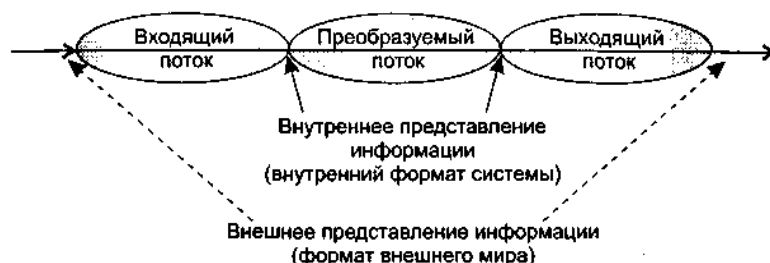 Входящий
поток
Преобразуемый
поток
Выходящий
поток
Внутреннее представление
информации
(внутренний формат системы)
Внешнее представление информации
(формат внешнего мира)